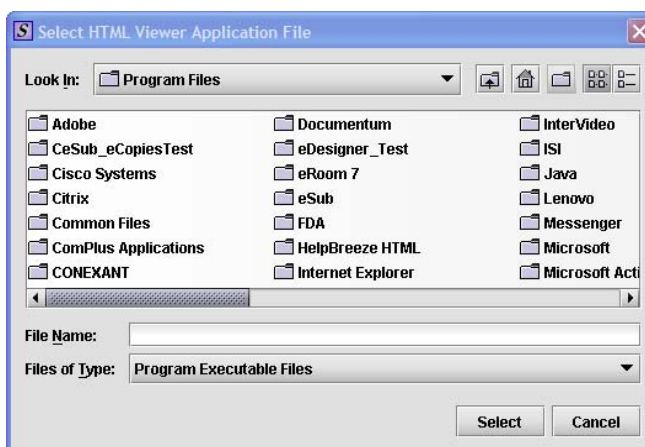 S Select HTML Viewer Application File
Look In: Program Files
Adobe Documentum InterVideo
CeSub_eCopiesTest eDesigner_Test ISI
Cisco Systems eRoom 7 Java
Citrix eSub Lenovo
Common Files FDA Messenger
ComPlus Applications HelpBreeze HTML Microsoft
CONEXANT Internet Explorer Microsoft Acti
File Name:
Files of Type: Program Executable Files
Select Cancel